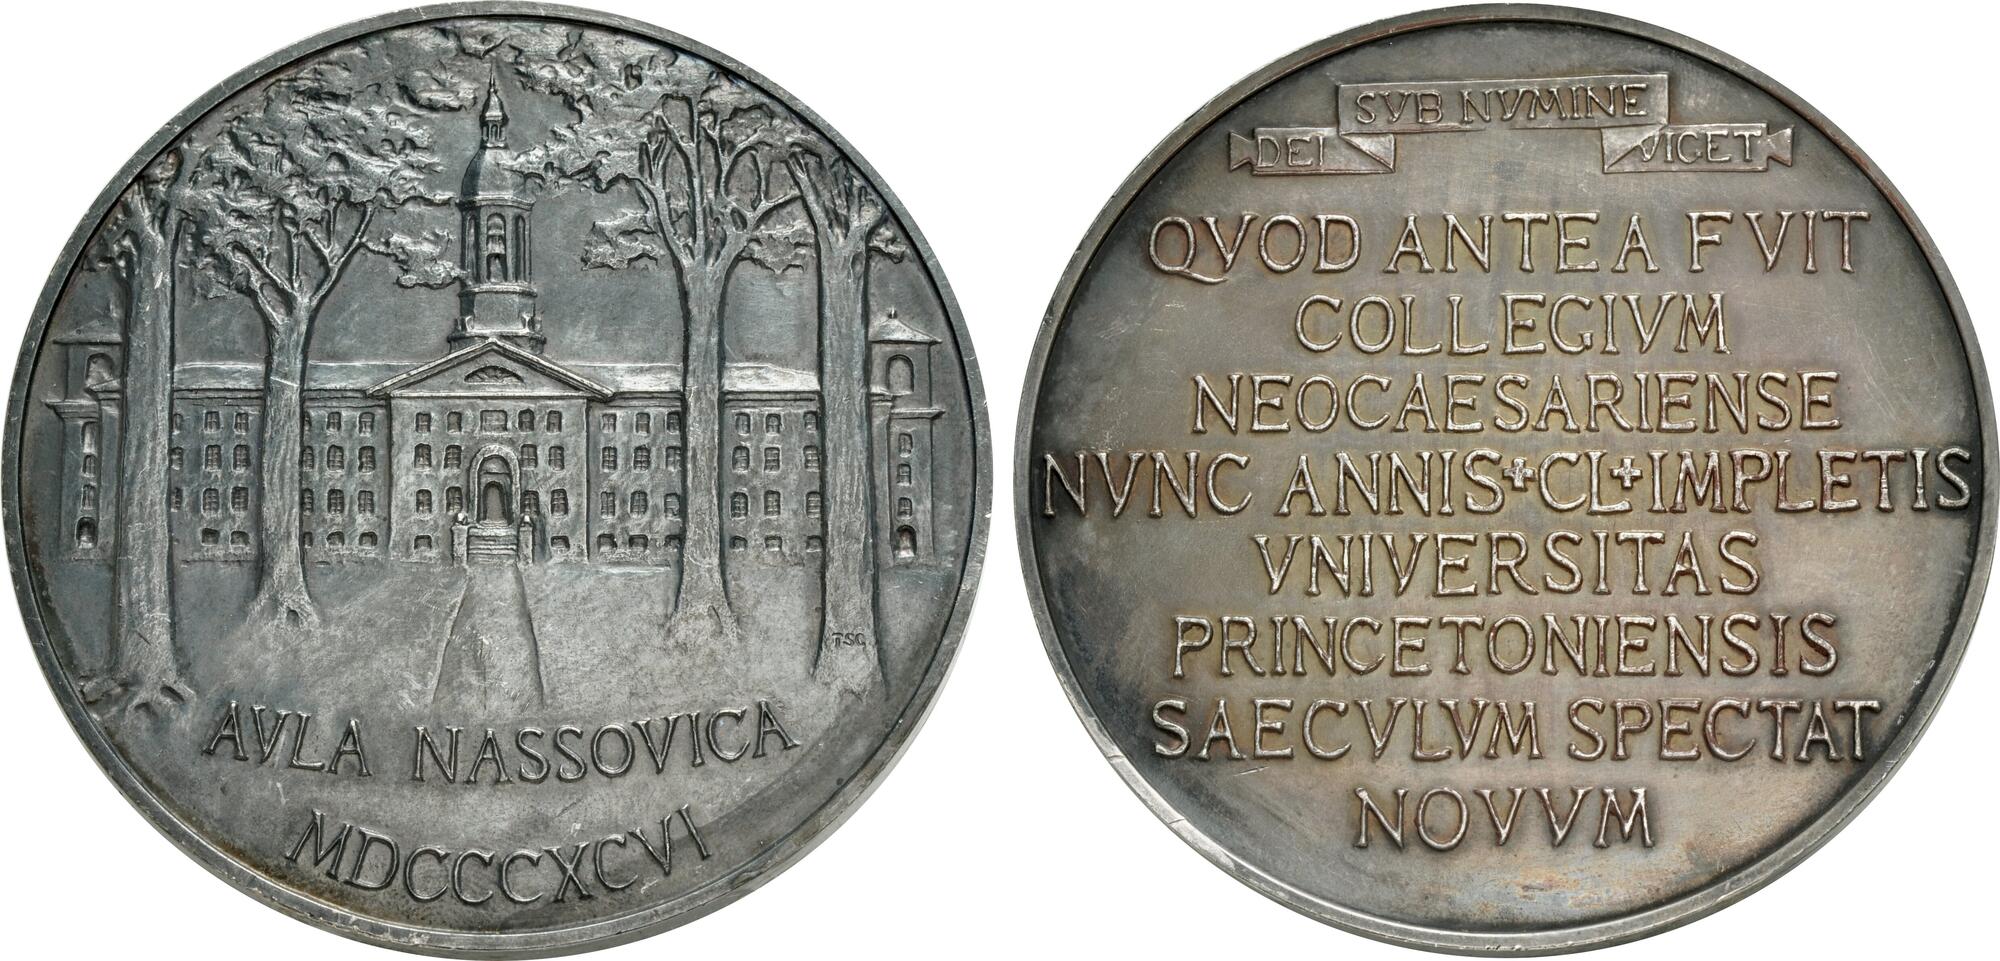 TSC
AVLA NASSOVICA
MDCCCXCVI
DEI SVB NVMINE VIGET
QVOD ANTEA FVIT
COLLEGIVM
NEOCAESARIENSE
NVNC ANNIS+CL+IMPLETIS
VNIVERSITAS
PRINCETONIENSIS
SAECVLVM SPECTAT
NOVVM